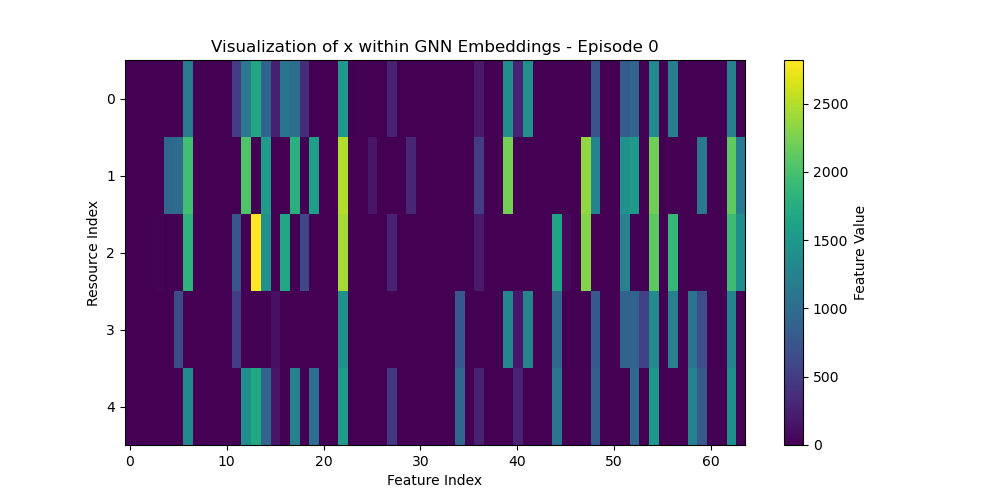 Visualization of x within GNN Embeddings - Episode 0
Resource Index
0
1
2
3
4
0 10 20 30 40 50 60
Feature Index
2500
2000
1500
1000
500
0
Feature Value